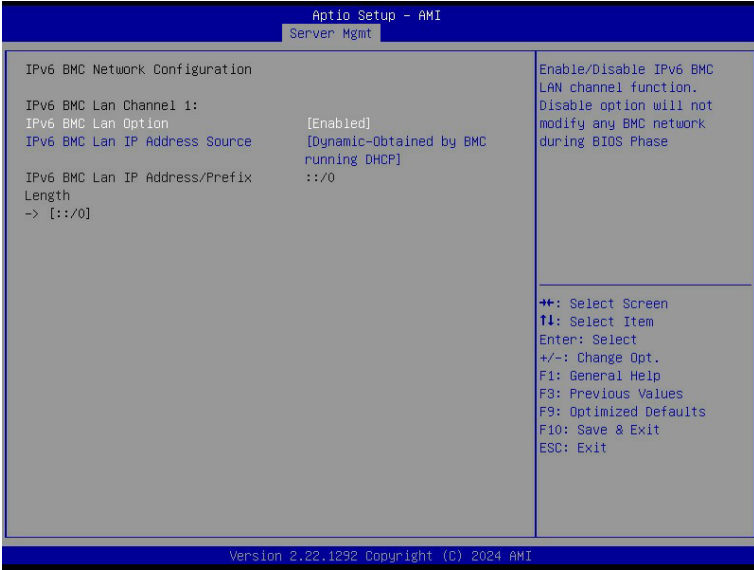 Aptio Setup - AMI
Server Mgmt
IPv6 BMC Network Configuration
IPv6 BMC Lan Channel 1:
IPv6 BMC Lan Option [Enabled]
IPv6 BMC Lan IP Address Source [Dynamic-Obtained by BMC
running DHCP]
IPv6 BMC Lan IP Address/Prefix ::/0
Length
-> [::/0]
Enable/Disable IPv6 BMC
LAN channel function.
Disable option will not
modify any BMC network
during BIOS Phase
→←: Select Screen
↑↓: Select Item
Enter: Select
+/-: Change Opt.
F1: General Help
F3: Previous Values
F9: Optimized Defaults
F10: Save & Exit
ESC: Exit
Version 2.22.1292 Copyright (C) 2024 AMI